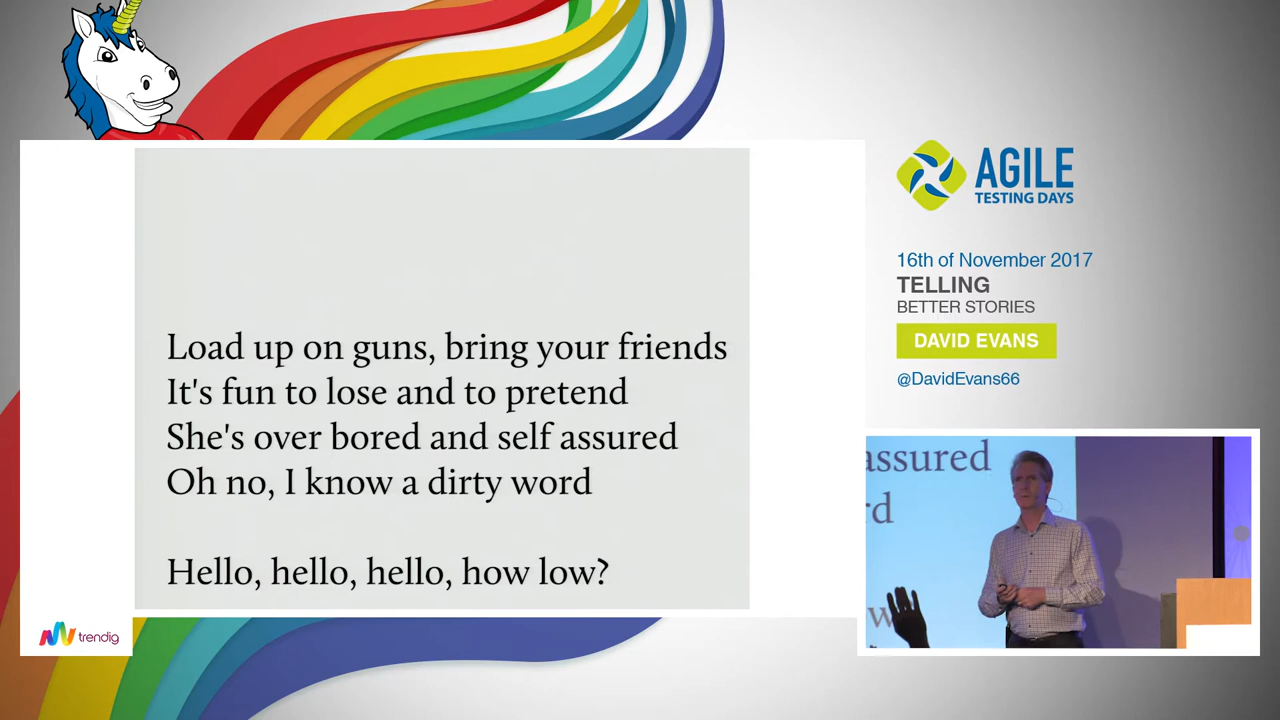 AGILE
TESTING DAYS
16th of November 2017
TELLING
BETTER STORIES
DAVID EVANS
@DavidEvans66
Load up on guns, bring your friends
It's fun to lose and to pretend
She's over bored and self assured
Oh no, I know a dirty word
Hello, hello, hello, how low?
trendig
assured
rd
w